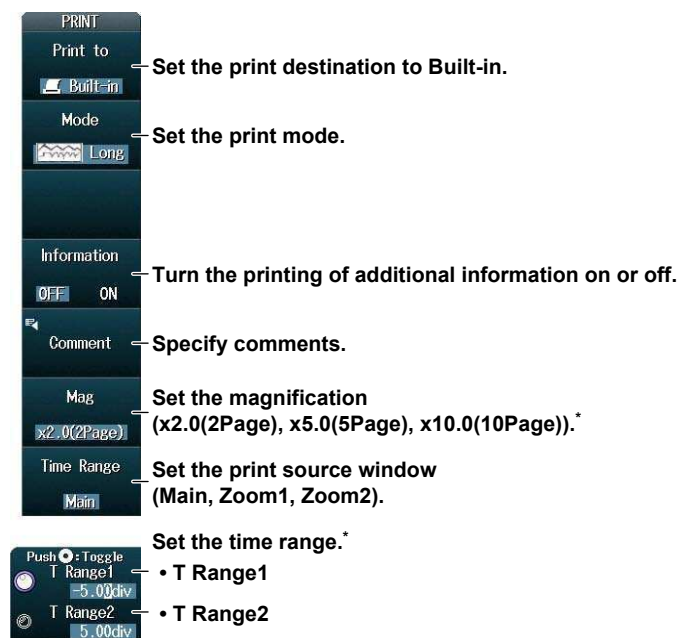 PRINT
Print to
Set the print destination to Built-in.
Built-in
Mode
Set the print mode.
Long
Information
Turn the printing of additional information on or off.
OFF ON
Comment
Specify comments.
Mag
Set the magnification
x2.0(2Page)
(x2.0(2Page), x5.0(5Page), x10.0(10Page)).*
Time Range
Set the print source window
Main
(Main, Zoom1, Zoom2).
Set the time range.*
Push :Toggle
T Range1
• T Range1
-5.00div
T Range2
• T Range2
5.00div